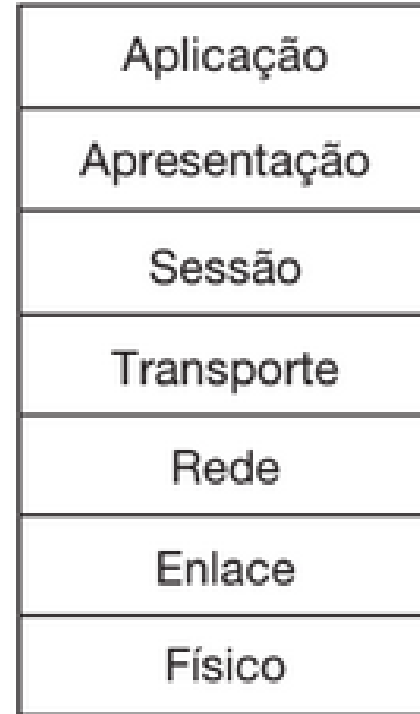 Aplicação
Apresentação
Sessão
Transporte
Rede
Enlace
Físico